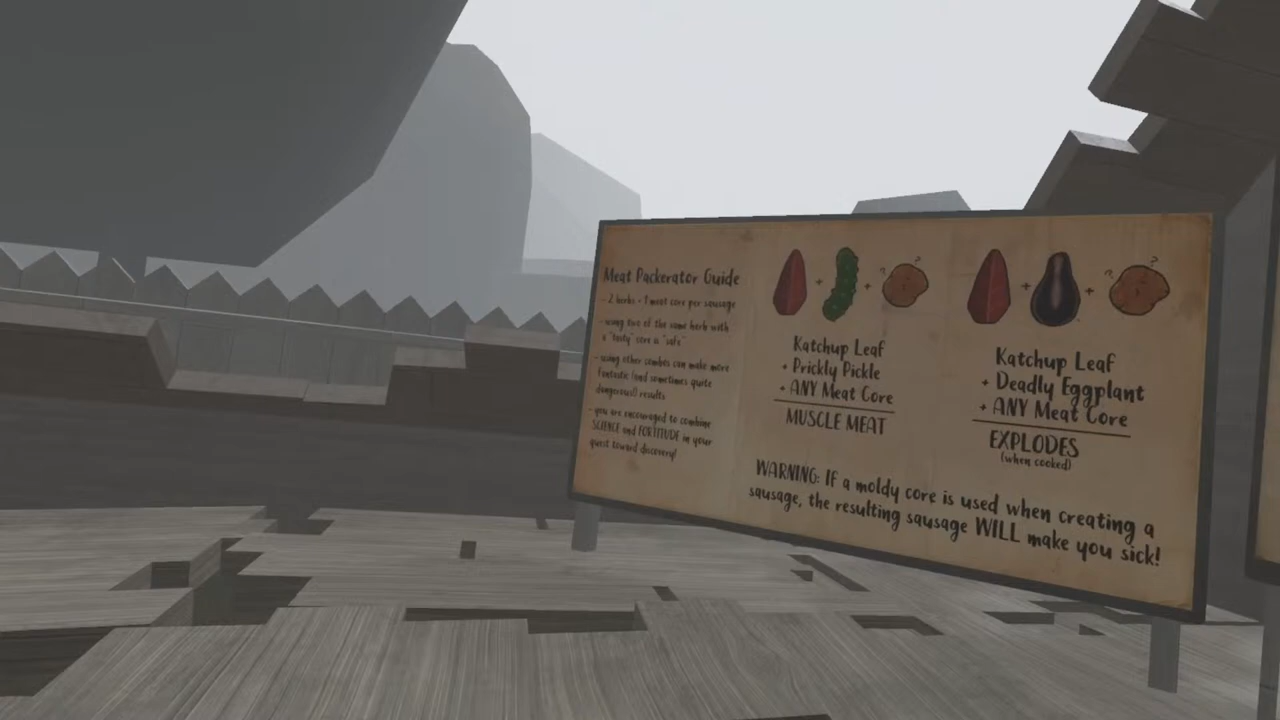 Meat Packerator Guide
- 2 herbs + 1 meat core per sausage
- using two of the same herb with
a "tasty" core is "safe"
- using other combos can make more
fantastic (and sometimes quite
dangerous!) results
- you are encouraged to combine
SCIENCE and FORTITUDE in your
quest toward discovery!
+ + ? ?
Katchup Leaf
+ Prickly Pickle
+ ANY Meat Core
MUSCLE MEAT
+ + ? ?
Katchup Leaf
+ Deadly Eggplant
+ ANY Meat Core
EXPLODES
(when cooked)
WARNING: If a moldy core is used when creating a
sausage, the resulting sausage WILL make you sick!